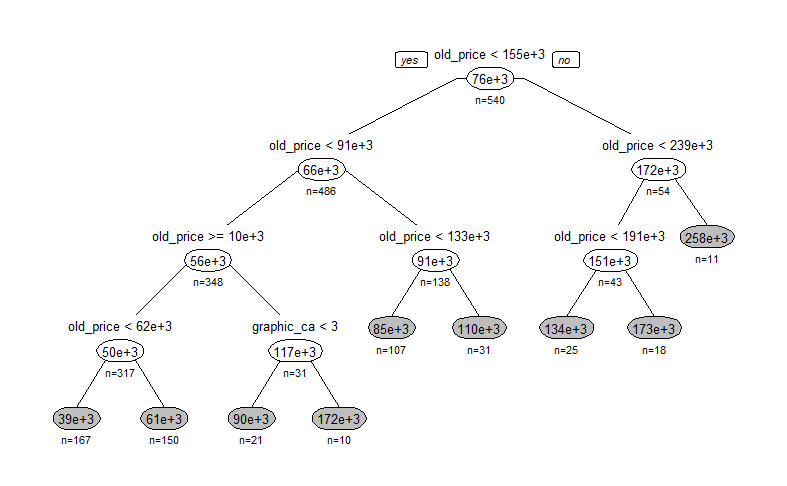 yes old_price < 155e+3 no
76e+3
n=540
old_price < 91e+3 old_price < 239e+3
66e+3 172e+3
n=486 n=54
old_price >= 10e+3 old_price < 133e+3 old_price < 191e+3 258e+3
56e+3 91e+3 151e+3 n=11
n=348 n=138 n=43
old_price < 62e+3 graphic_ca < 3 85e+3 110e+3 134e+3 173e+3
50e+3 117e+3 n=107 n=31 n=25 n=18
n=317 n=31
39e+3 61e+3 90e+3 172e+3
n=167 n=150 n=21 n=10